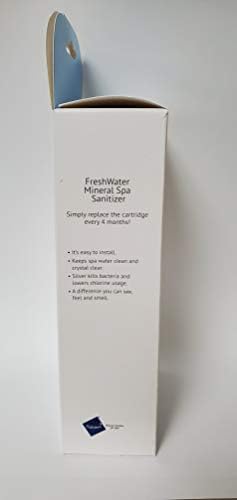 FreshWater
Mineral Spa
Sanitizer
Simply replace the cartridge
every 4 months!
• It's easy to install.
• Keeps spa water clean and
crystal clear.
• Silver kills bacteria and
lowers chlorine usage.
• A difference you can see,
feel and smell.